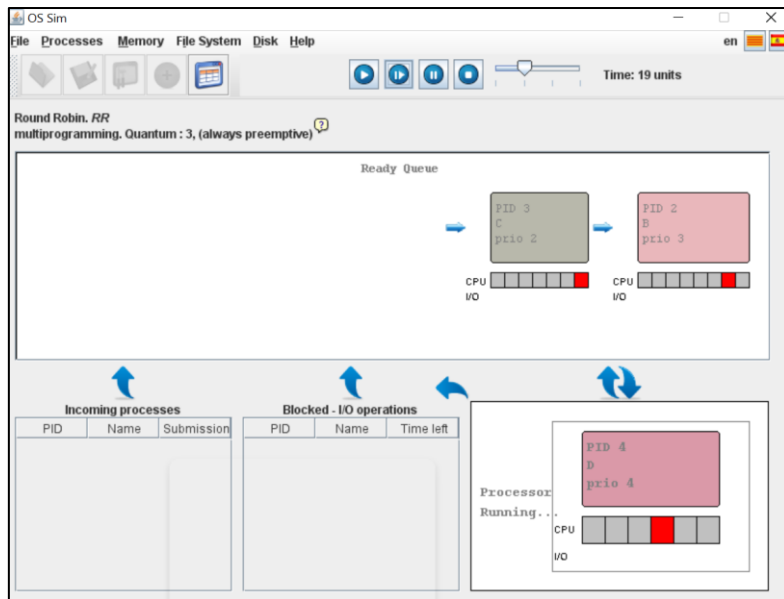 OS Sim
File Processes Memory File System Disk Help
en
Time: 19 units
Round Robin. RR
multiprogramming. Quantum : 3, (always preemptive)
?
Ready Queue
PID 3
C
prio 2
CPU
I/O
PID 2
B
prio 3
CPU
I/O
Incoming processes
PID Name Submission
Blocked - I/O operations
PID Name Time left
Processor
Running...
PID 4
D
prio 4
CPU
I/O